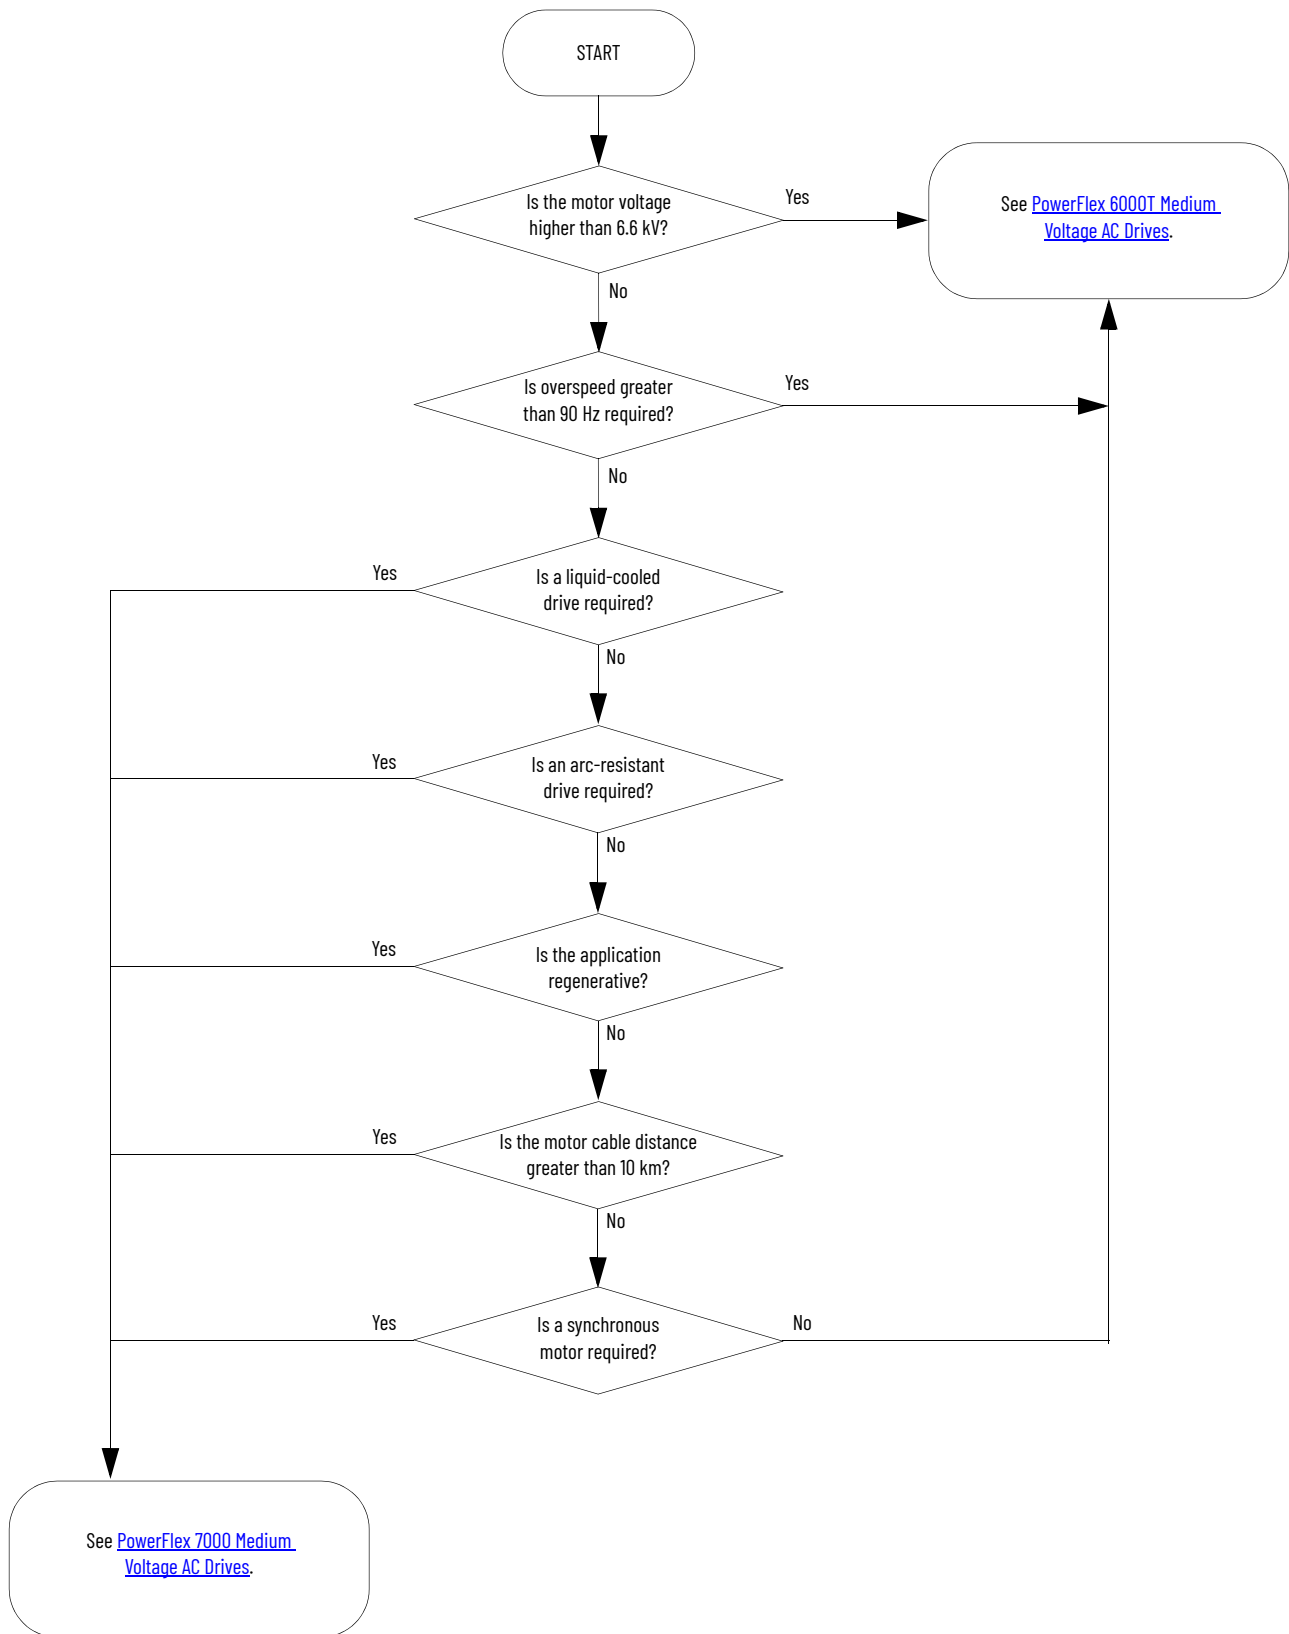 START
Is the motor voltage
higher than 6.6 kV?
Yes
See PowerFlex 6000T Medium
Voltage AC Drives.
No
Is overspeed greater
than 90 Hz required?
Yes
No
Yes
Is a liquid-cooled
drive required?
No
Yes
Is an arc-resistant
drive required?
No
Yes
Is the application
regenerative?
No
Yes
Is the motor cable distance
greater than 10 km?
No
Yes
Is a synchronous
motor required?
No
See PowerFlex 7000 Medium
Voltage AC Drives.